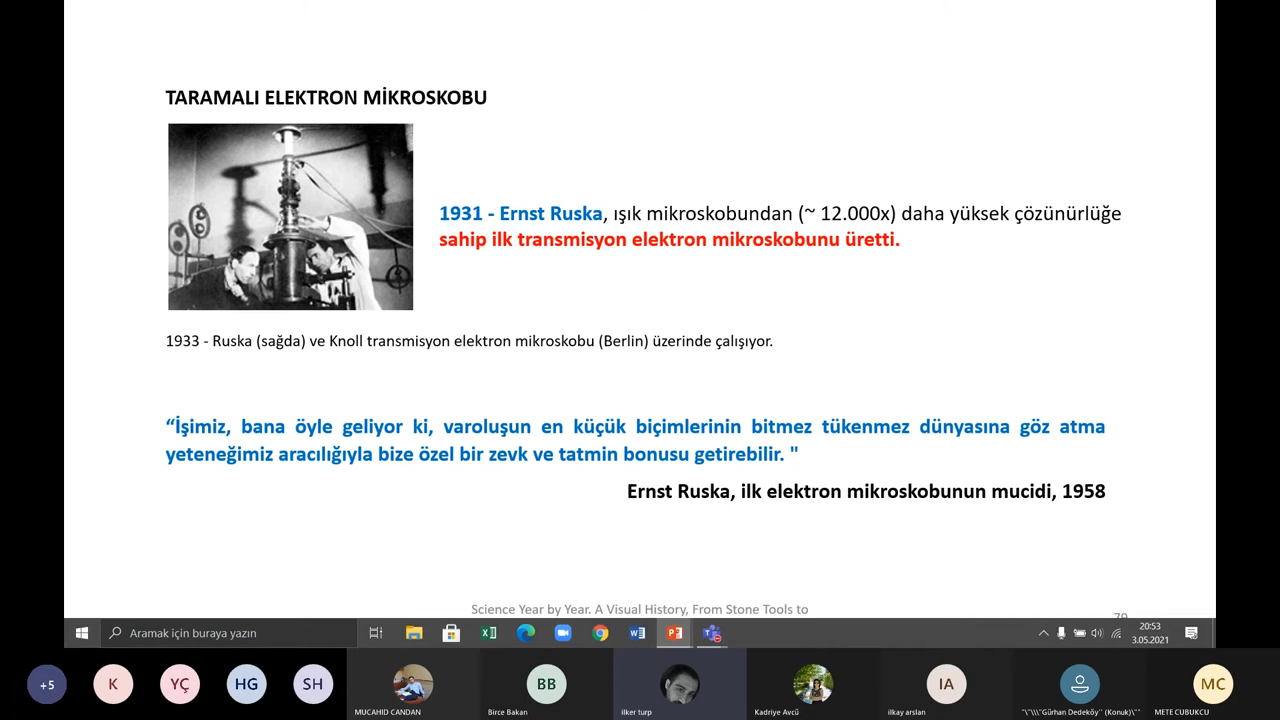 TARAMALI ELEKTRON MİKROSKOBU
1931 - Ernst Ruska, ışık mikroskobundan (~ 12.000x) daha yüksek çözünürlüğe
sahip ilk transmisyon elektron mikroskobunu üretti.
1933 - Ruska (sağda) ve Knoll transmisyon elektron mikroskobu (Berlin) üzerinde çalışıyor.
“İşimiz, bana öyle geliyor ki, varoluşun en küçük biçimlerinin bitmez tükenmez dünyasına göz atma
yeteneğimiz aracılığıyla bize özel bir zevk ve tatmin bonusu getirebilir. "
Ernst Ruska, ilk elektron mikroskobunun mucidi, 1958
Science Year by Year. A Visual History, From Stone Tools to
Aramak için buraya yazın
20:53
3.05.2021
+5
K
YÇ
HG
SH
BB
IA
MC
MUCAHID CANDAN
Birce Bakan
ilker turp
Kadriye Avcü
ilkay arslan
"\"\\\"Gürhan Dedeköy'' (Konuk)\""
METE CUBUKCU